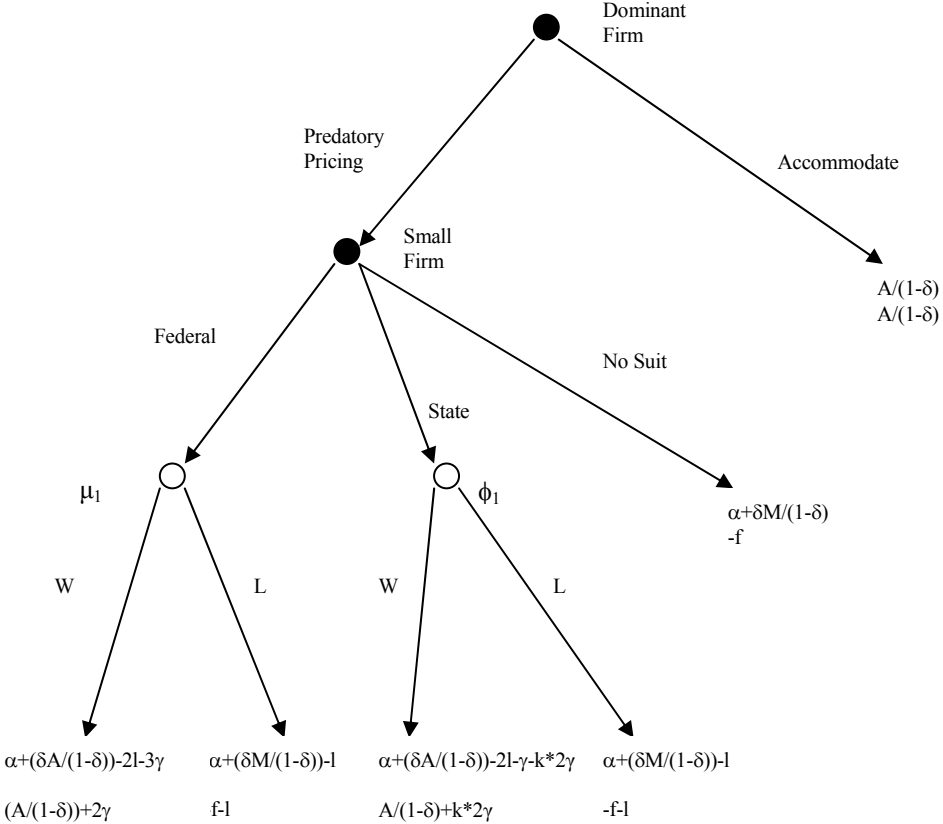 Dominant
Firm
Predatory
Pricing
Accommodate
Small
Firm
A/(1-δ)
A/(1-δ)
Federal
No Suit
State
μ₁
ϕ₁
α+δM/(1-δ)
-f
W
L
W
L
α+(δA/(1-δ))-2l-3γ
α+(δM/(1-δ))-l
α+(δA/(1-δ))-2l-γ-k*2γ
α+(δM/(1-δ))-l
(A/(1-δ))+2γ
f-l
A/(1-δ)+k*2γ
-f-l